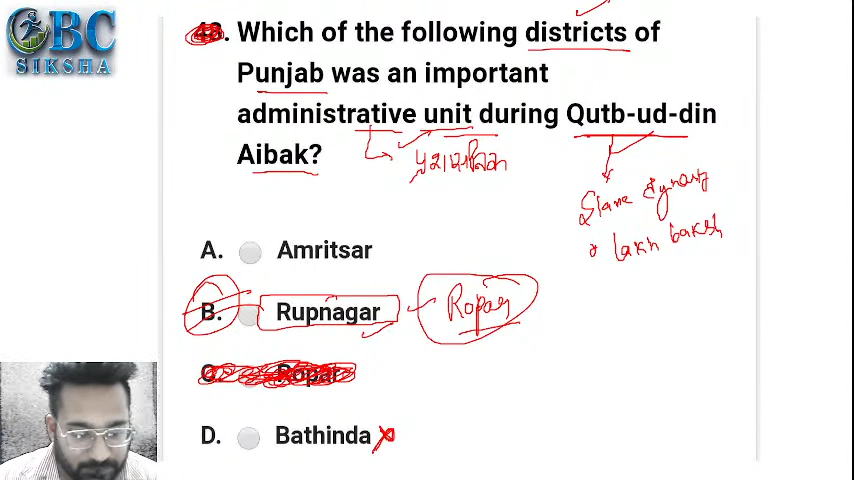 OBC
SIKSHA
48. Which of the following districts of
Punjab was an important
administrative unit during Qutb-ud-din
Aibak?
Slave dynasty
lakh baksh
A. Amritsar
B. Rupnagar
Ropar
C. Ropar
D. Bathinda